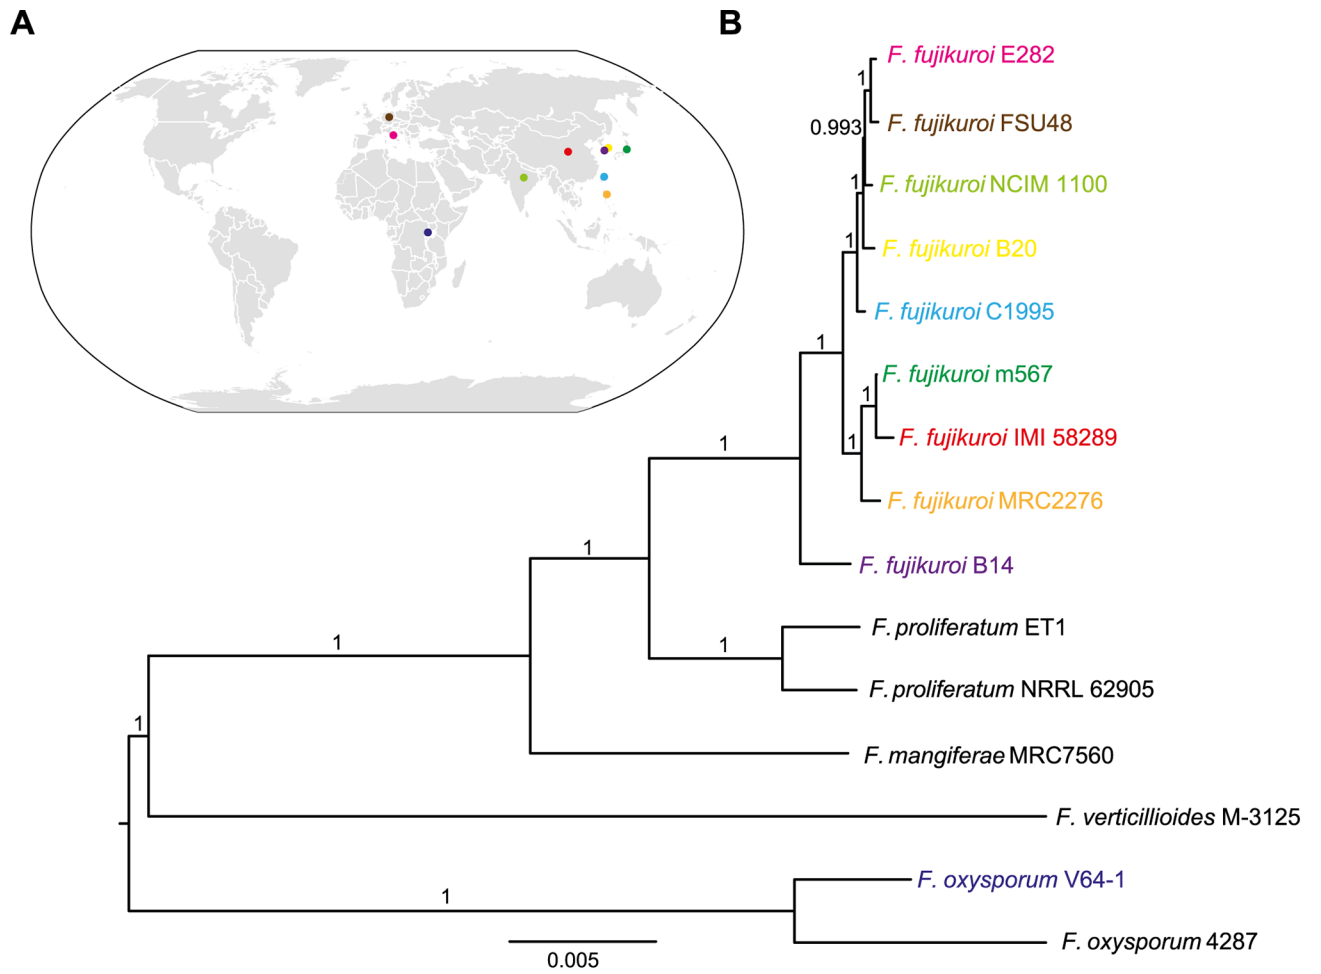 A
B
F. fujikuroi E282
1
F. fujikuroi FSU48
0.993
F. fujikuroi NCIM 1100
1
F. fujikuroi B20
1
F. fujikuroi C1995
1
F. fujikuroi m567
1
F. fujikuroi IMI 58289
1
1
F. fujikuroi MRC2276
1
F. fujikuroi B14
F. proliferatum ET1
1
1
F. proliferatum NRRL 62905
1
F. mangiferae MRC7560
F. verticillioides M-3125
F. oxysporum V64-1
1
F. oxysporum 4287
0.005